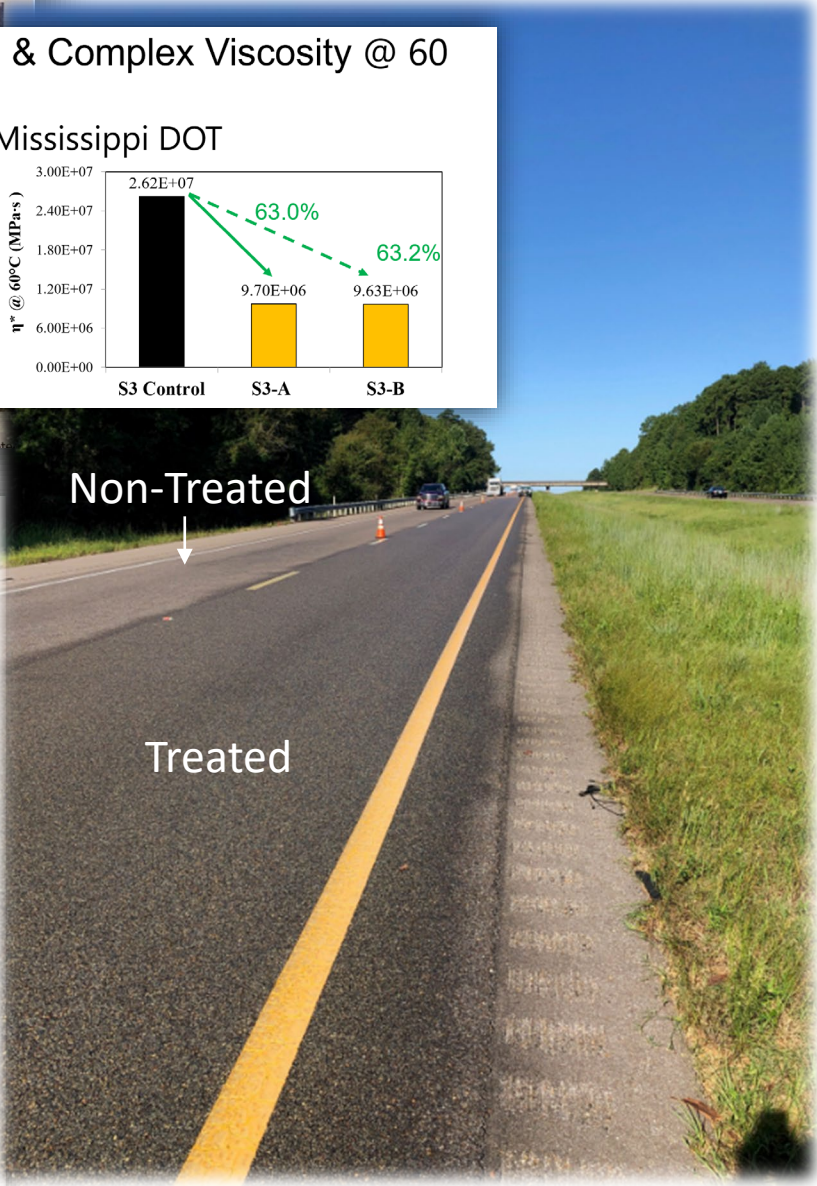 & Complex Viscosity @ 60
Mississippi DOT
η* @ 60°C (MPa·s )
3.00E+07
2.40E+07
1.80E+07
1.20E+07
6.00E+06
0.00E+00
2.62E+07
63.0%
63.2%
9.70E+06
9.63E+06
S3 Control
S3-A
S3-B
Non-Treated
Treated